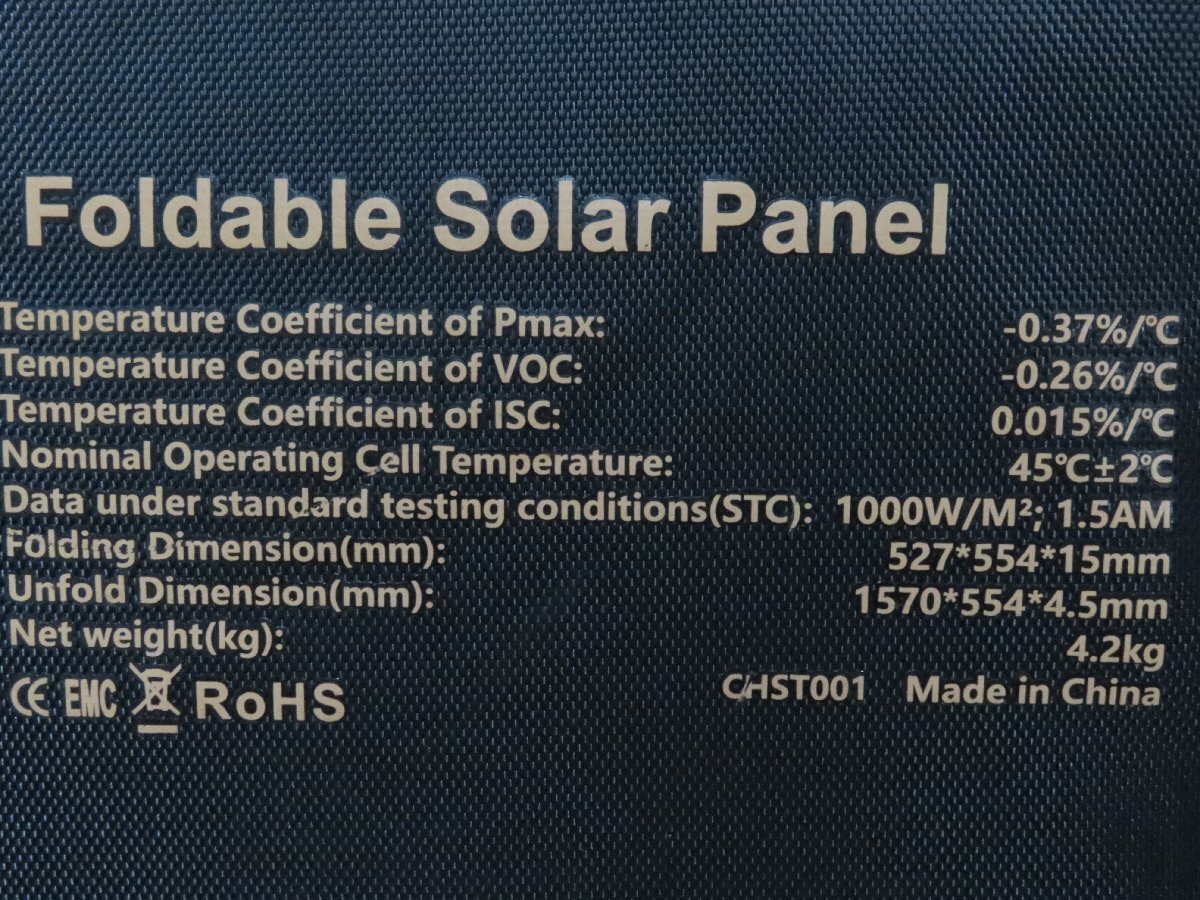 Foldable Solar Panel
Temperature Coefficient of Pmax: -0.37%/℃
Temperature Coefficient of VOC: -0.26%/℃
Temperature Coefficient of ISC: 0.015%/℃
Nominal Operating Cell Temperature: 45℃±2℃
Data under standard testing conditions(STC): 1000W/M²; 1.5AM
Folding Dimension(mm): 527*554*15mm
Unfold Dimension(mm): 1570*554*4.5mm
Net weight(kg): 4.2kg
CE EMC RoHS CHST001 Made in China